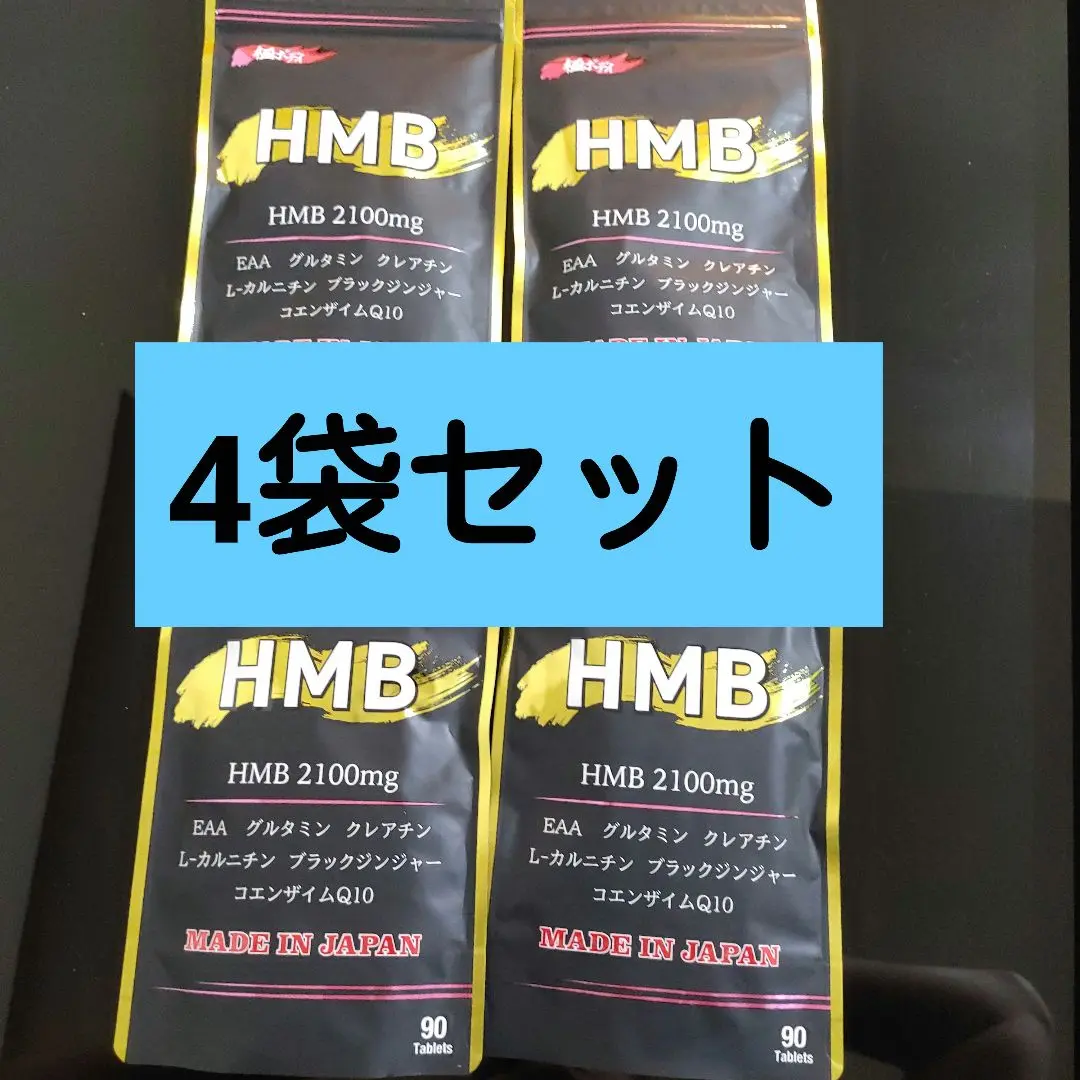 HMB
HMB 2100mg
EAA グルタミン クレアチン
L-カルニチン ブラックジンジャー
コエンザイムQ10
HMB
HMB 2100mg
EAA グルタミン クレアチン
L-カルニチン ブラックジンジャー
コエンザイムQ10
4袋セット
HMB
HMB 2100mg
EAA グルタミン クレアチン
L-カルニチン ブラックジンジャー
コエンザイムQ10
MADE IN JAPAN
90
Tablets
HMB
HMB 2100mg
EAA グルタミン クレアチン
L-カルニチン ブラックジンジャー
コエンザイムQ10
MADE IN JAPAN
90
Tablets